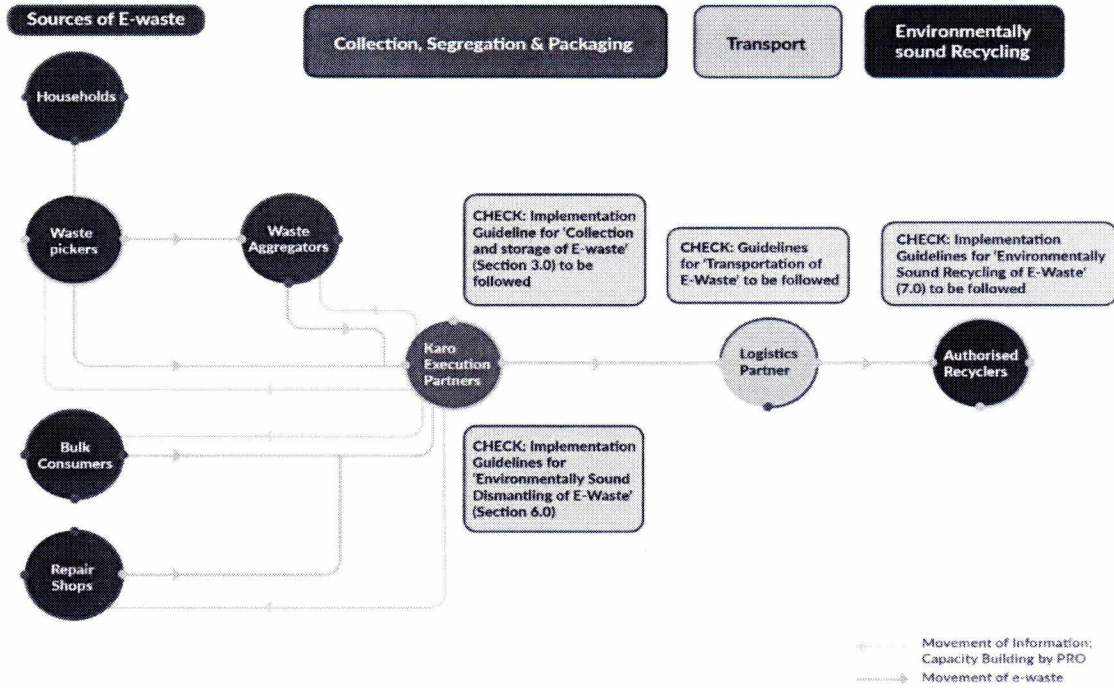 Sources of E-waste
Collection, Segregation & Packaging
Transport
Environmentally
sound Recycling
Households
Waste
pickers
Waste
Aggregators
CHECK: Implementation
Guideline for 'Collection
and storage of E-waste'
(Section 3.0) to be
followed
CHECK: Guidelines
for 'Transportation of
E-Waste' to be followed
CHECK: Implementation
Guidelines for 'Environmentally
Sound Recycling of E-Waste'
(7.0) to be followed
Karo
Execution
Partners
Logistics
Partner
Authorised
Recyclers
Bulk
Consumers
CHECK: Implementation
Guidelines for
'Environmentally Sound
Dismantling of E-Waste'
(Section 6.0)
Repair
Shops
Movement of Information;
Capacity Building by PRO
Movement of e-waste